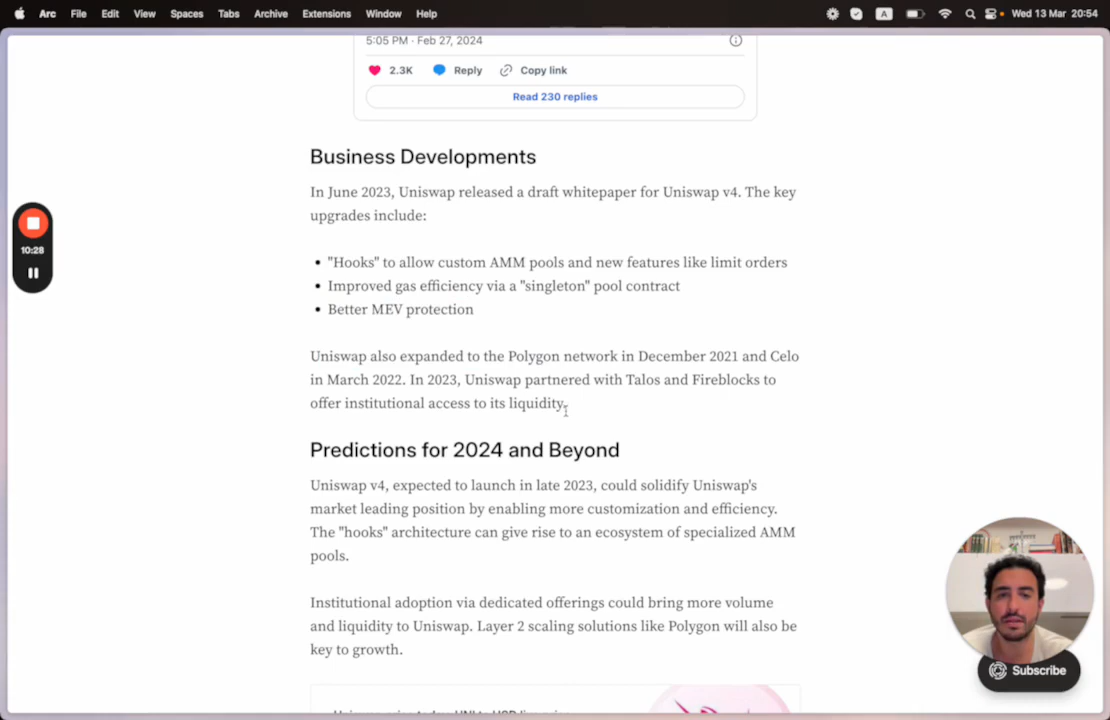 Arc File Edit View Spaces Tabs Archive Extensions Window Help A Wed 13 Mar 20:54
5:05 PM · Feb 27, 2024
2.3K Reply Copy link
Read 230 replies
Business Developments
In June 2023, Uniswap released a draft whitepaper for Uniswap v4. The key
upgrades include:
10:28
• "Hooks" to allow custom AMM pools and new features like limit orders
• Improved gas efficiency via a "singleton" pool contract
• Better MEV protection
Uniswap also expanded to the Polygon network in December 2021 and Celo
in March 2022. In 2023, Uniswap partnered with Talos and Fireblocks to
offer institutional access to its liquidity.
Predictions for 2024 and Beyond
Uniswap v4, expected to launch in late 2023, could solidify Uniswap's
market leading position by enabling more customization and efficiency.
The "hooks" architecture can give rise to an ecosystem of specialized AMM
pools.
Institutional adoption via dedicated offerings could bring more volume
and liquidity to Uniswap. Layer 2 scaling solutions like Polygon will also be
key to growth.
Subscribe